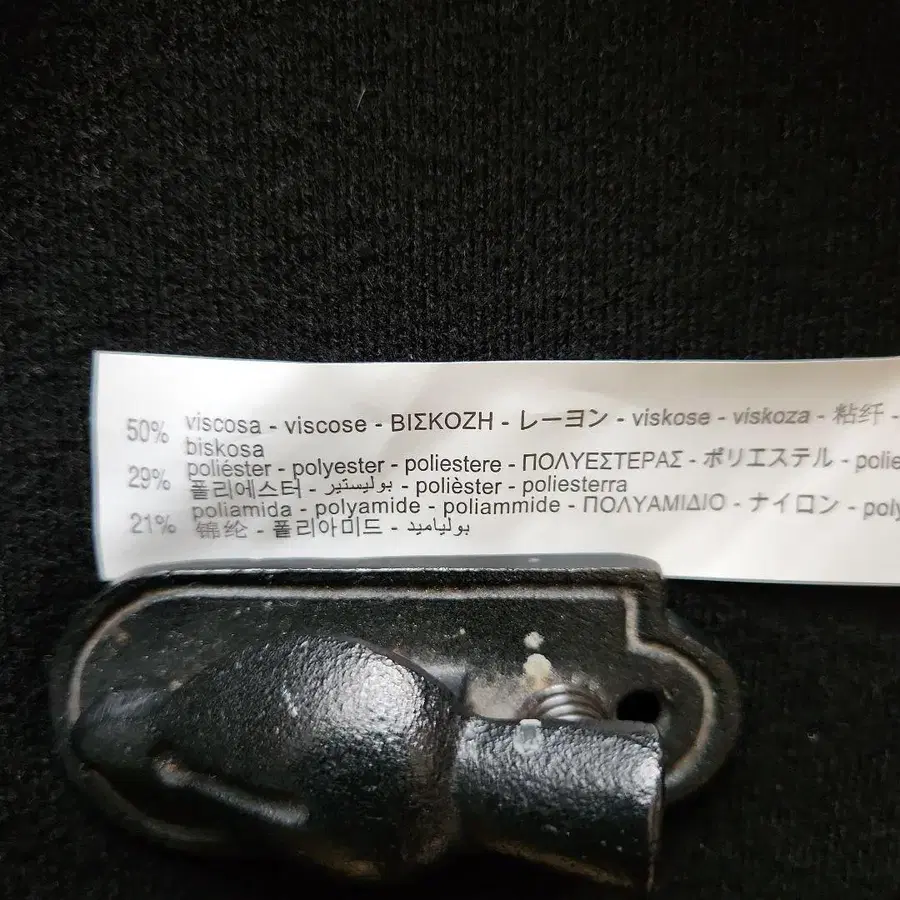 50% viscosa - viscose - ΒΙΣΚΟΖΗ - レーヨン - viskose - viskoza - 粘纤 -
biskosa
29% poliéster - polyester - poliestere - ΠΟΛΥΕΣΤΕΡΑΣ - ポリエステル -
폴리에스터 - بوليستير - polièster - poliesterra
21% poliamida - polyamide - poliammide - ΠΟΛΥΑΜΙΔΙΟ - ナイロン -
锦纶 - 폴리아미드 - بولياميد